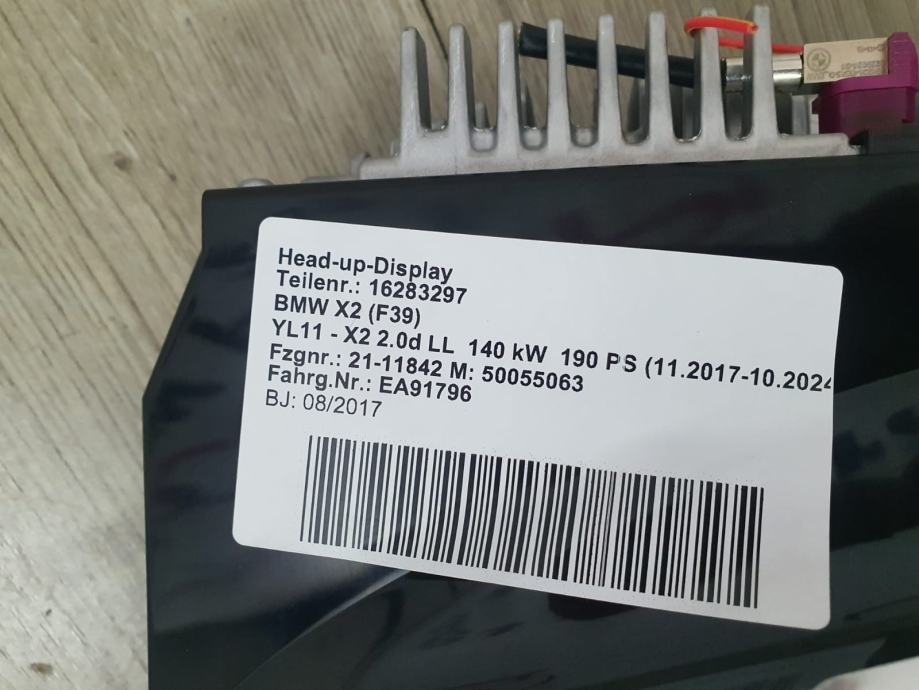 Head-up-Display
Teilenr.: 16283297
BMW X2 (F39)
YL11 - X2 2.0d LL 140 kW 190 PS (11.2017-10.2024
Fzgnr.: 21-11842 M: 50055063
Fahrg.Nr.: EA91796
BJ: 08/2017